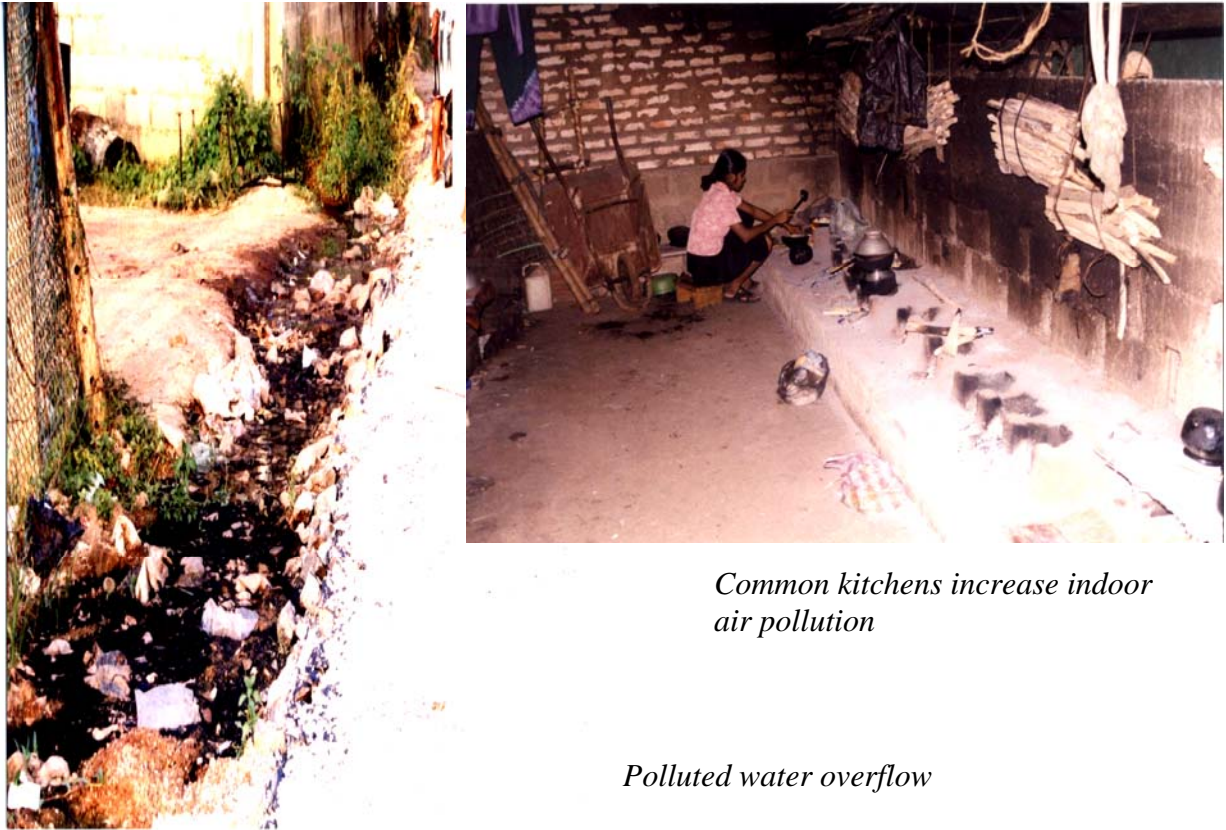 Common kitchens increase indoor
air pollution
Polluted water overflow